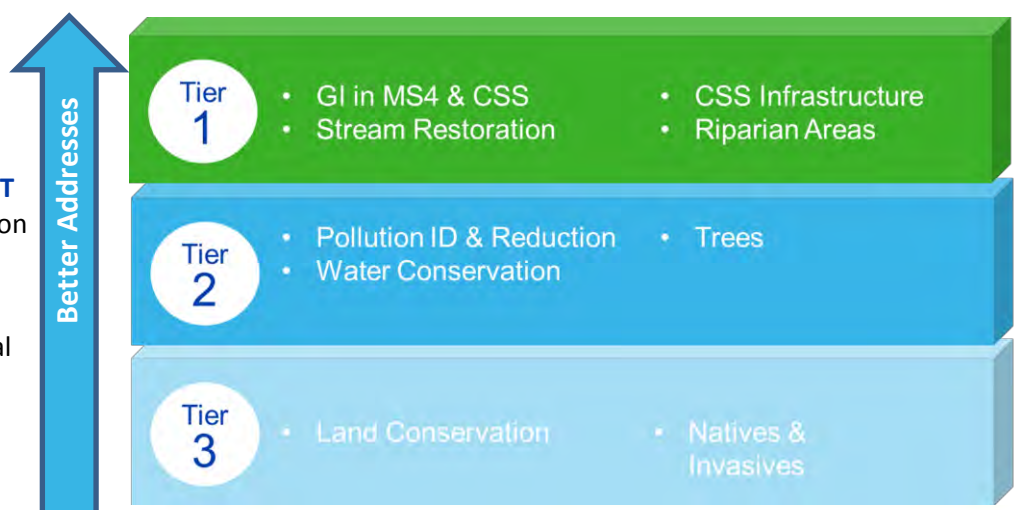 Better Addresses
T
on
al
Tier
1
• GI in MS4 & CSS
• Stream Restoration
• CSS Infrastructure
• Riparian Areas
Tier
2
• Pollution ID & Reduction
• Water Conservation
• Trees
Tier
3
• Land Conservation
• Natives &
Invasives